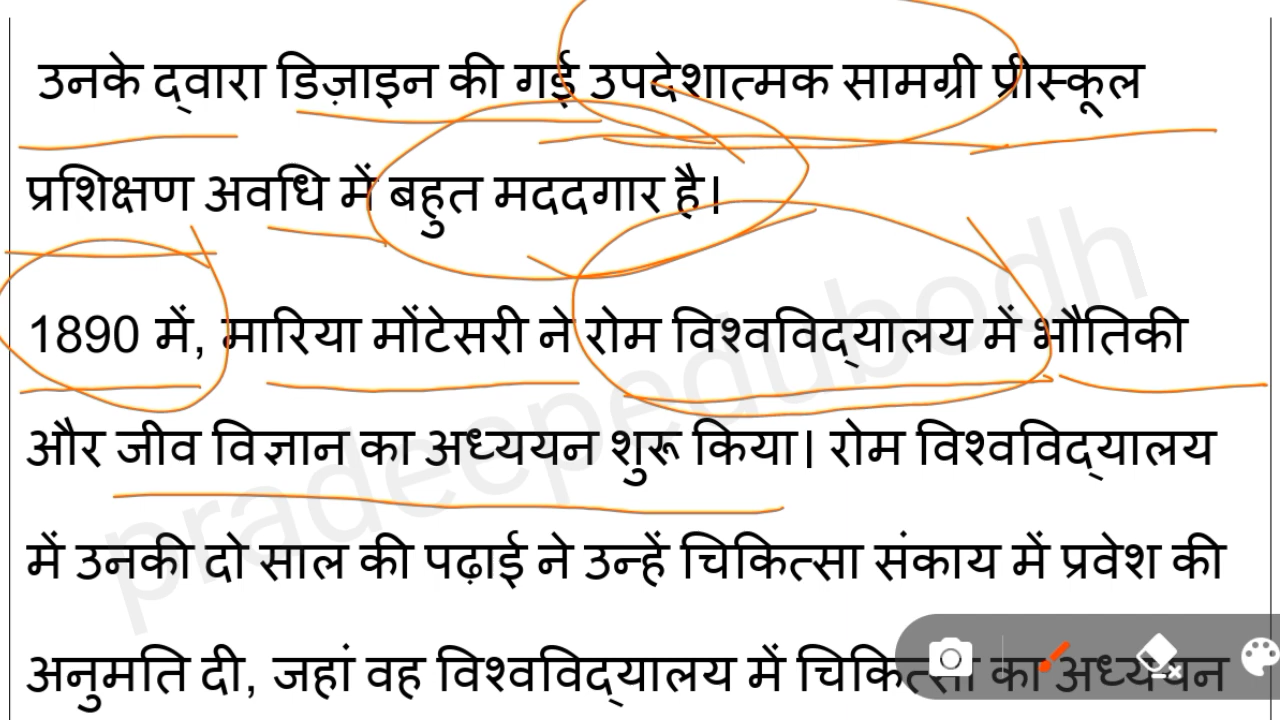 उनके द्वारा डिज़ाइन की गई उपदेशात्मक सामग्री प्रीस्कूल
प्रशिक्षण अवधि में बहुत मददगार है।
1890 में, मारिया मोंटेसरी ने रोम विश्वविद्यालय में भौतिकी
और जीव विज्ञान का अध्ययन शुरू किया। रोम विश्वविद्यालय
में उनकी दो साल की पढ़ाई ने उन्हें चिकित्सा संकाय में प्रवेश की
अनुमति दी, जहां वह विश्वविद्यालय में चिकित्सा का अध्ययन
pradeepedubodh